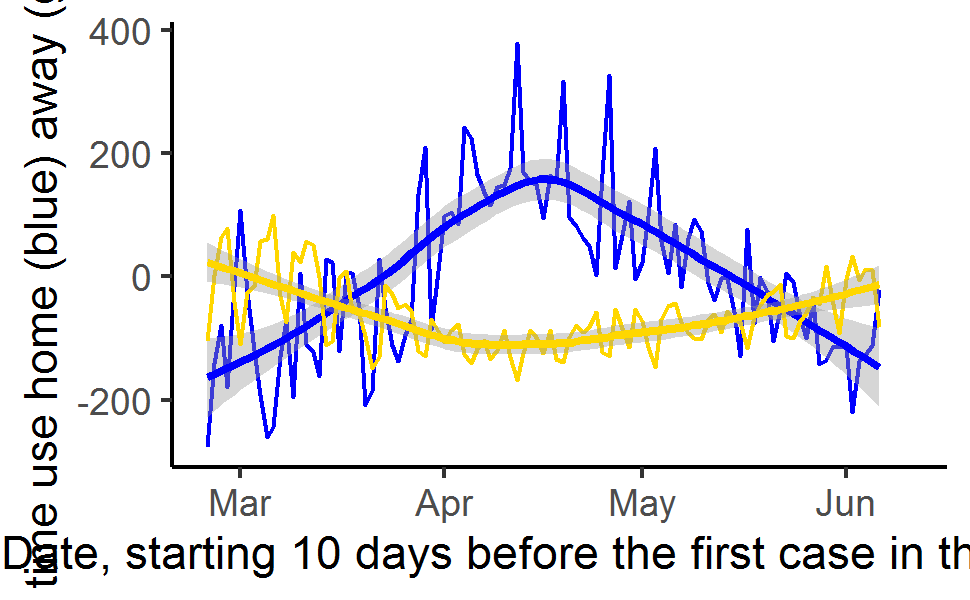 400
200
0
-200
Mar Apr May Jun
time use home (blue) away (
Date, starting 10 days before the first case in th